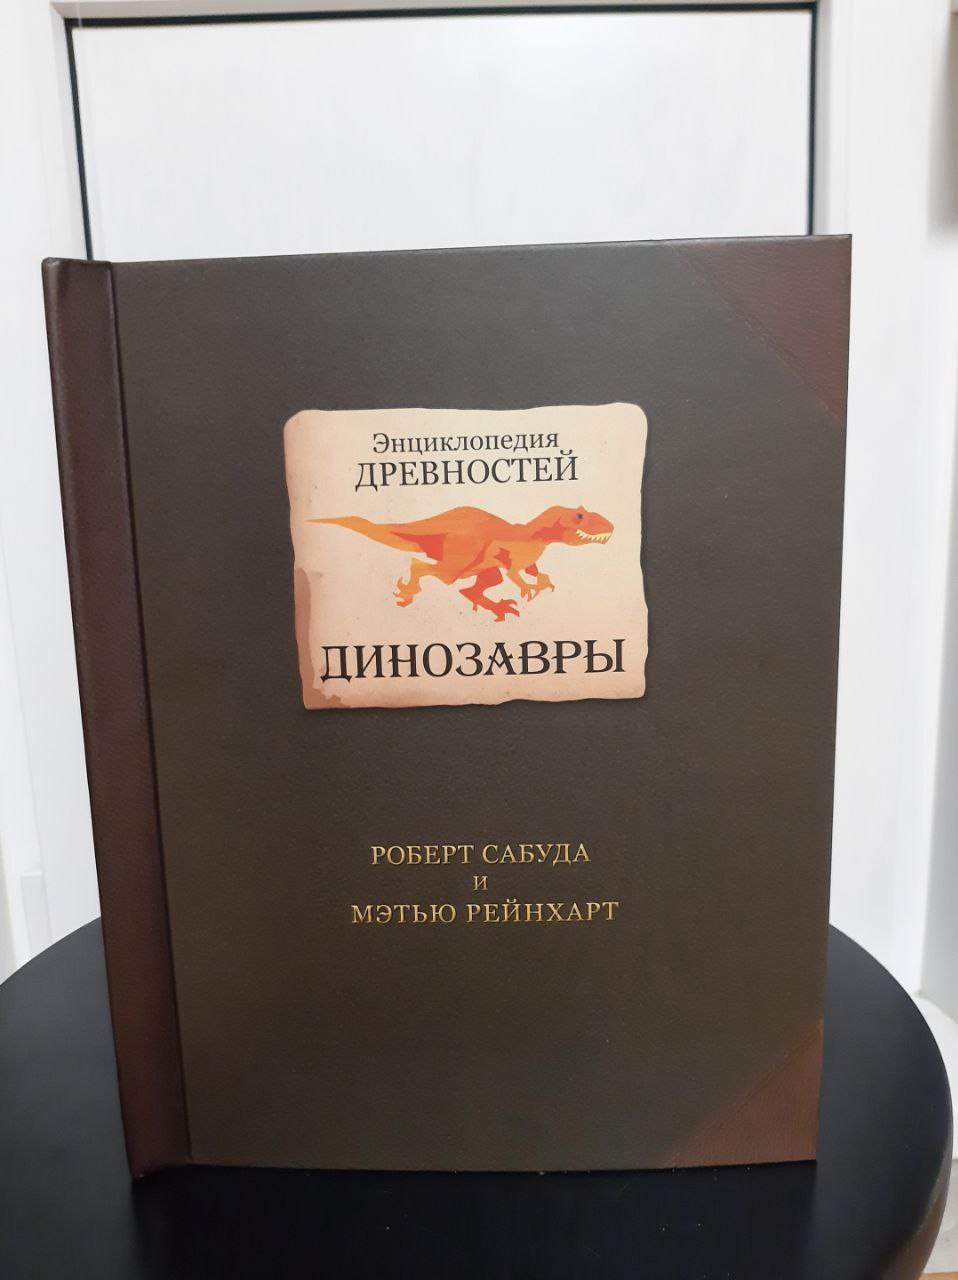 Энциклопедия
ДРЕВНОСТЕЙ
ДИНОЗАВРЫ
РОБЕРТ САБУДА
И
МЭТЬЮ РЕЙНХАРТ